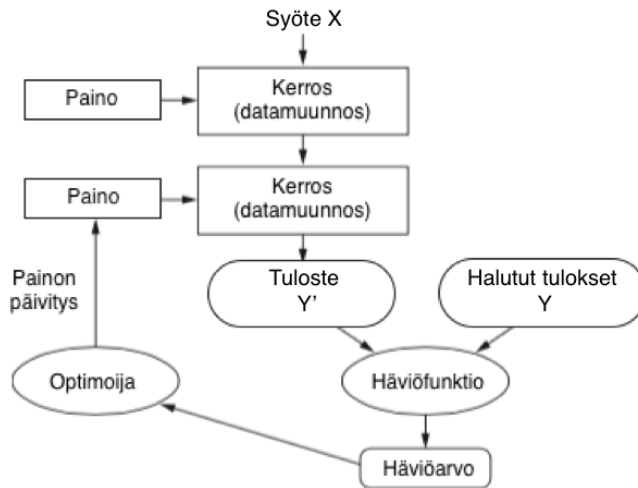 Syöte X
Paino
Kerros
(datamuunnos)
Paino
Kerros
(datamuunnos)
Painon
päivitys
Tuloste
Y’
Halutut tulokset
Y
Optimoija
Häviöfunktio
Häviöarvo